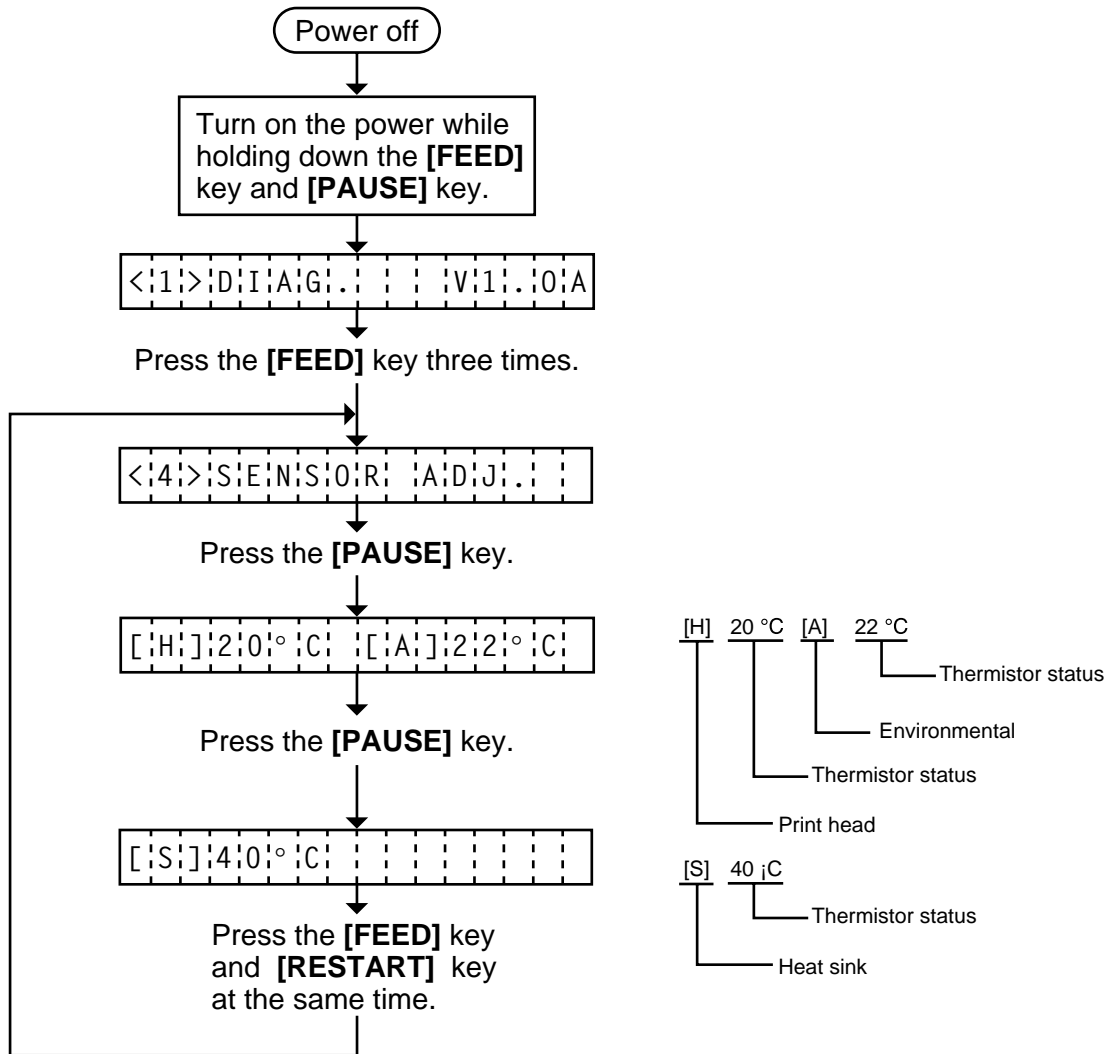 Power off
Turn on the power while
holding down the [FEED]
key and [PAUSE] key.
<1>DIAG.    V1.0A
Press the [FEED] key three times.
<4>SENSOR ADJ.
Press the [PAUSE] key.
[H]20°C [A]22°C
Press the [PAUSE] key.
[S]40°C
Press the [FEED] key
and [RESTART] key
at the same time.
[H] 20 °C [A] 22 °C
Thermistor status
Environmental
Thermistor status
Print head
[S] 40 ¡C
Thermistor status
Heat sink